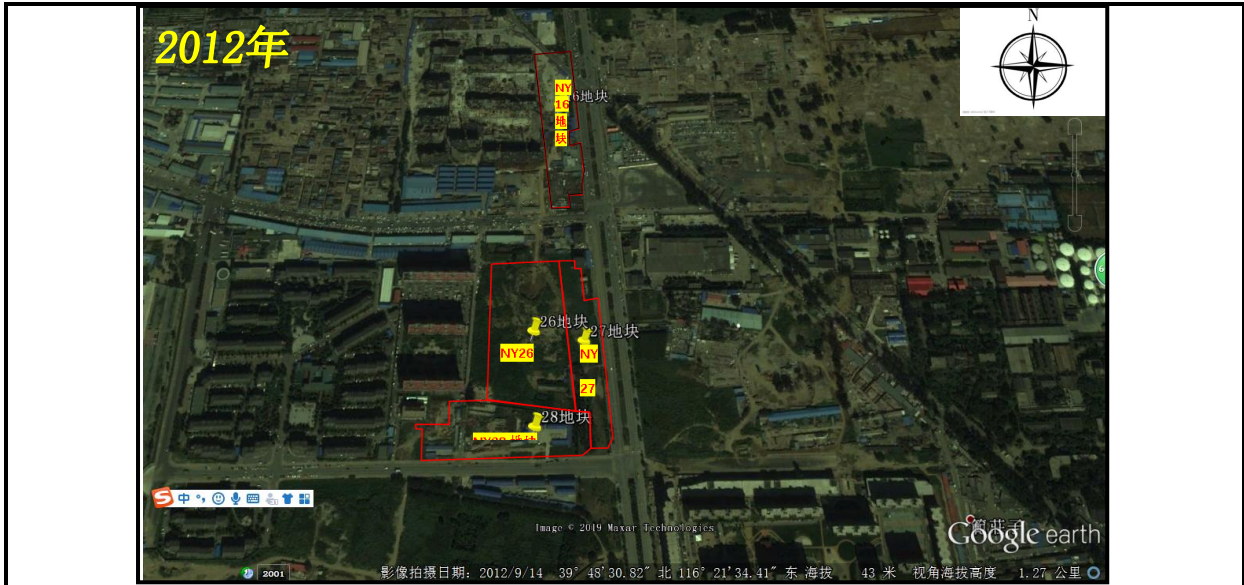 2012年
N
NY
16
地
块
6地块
26地块
27地块
NY26
NY
27
28地块
Image © 2019 Maxar Technologies
Google earth
中
2001
影像拍摄日期: 2012/9/14 39° 48′30.82″ 北 116° 21′34.41″ 东 海拔 43 米 视角海拔高度 1.27 公里